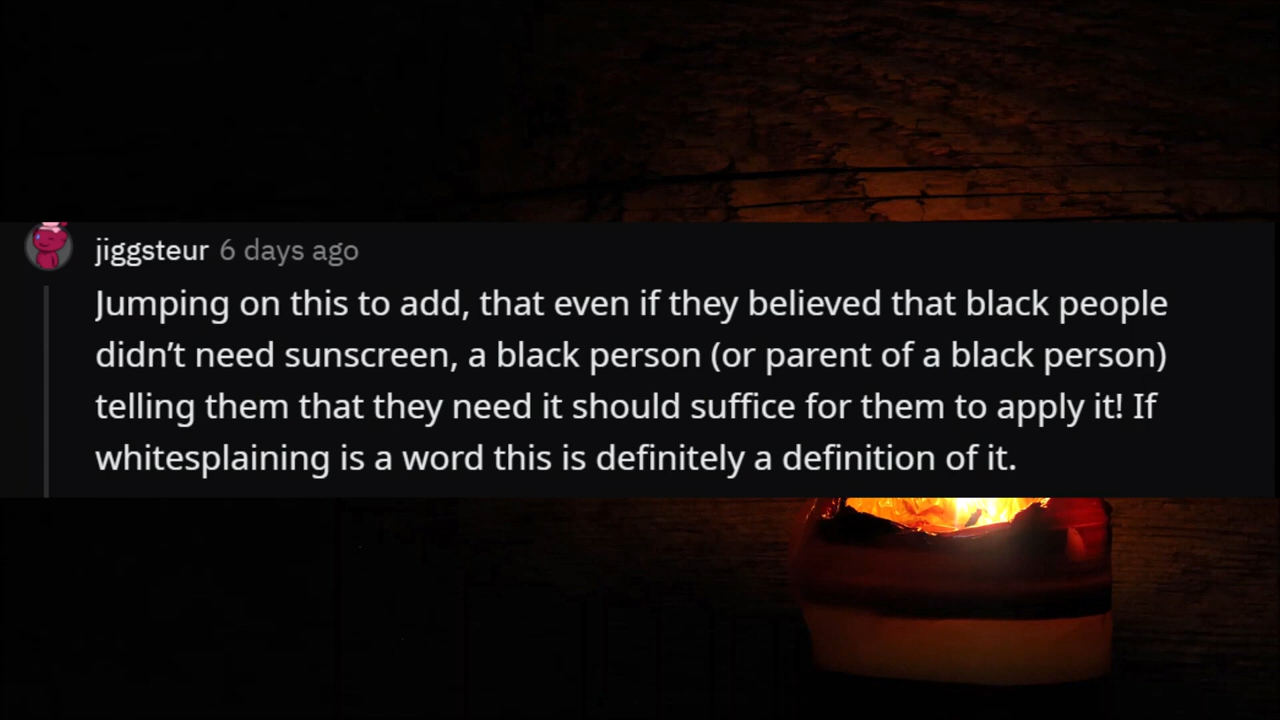 jiggsteur 6 days ago
Jumping on this to add, that even if they believed that black people
didn’t need sunscreen, a black person (or parent of a black person)
telling them that they need it should suffice for them to apply it! If
whitesplaining is a word this is definitely a definition of it.